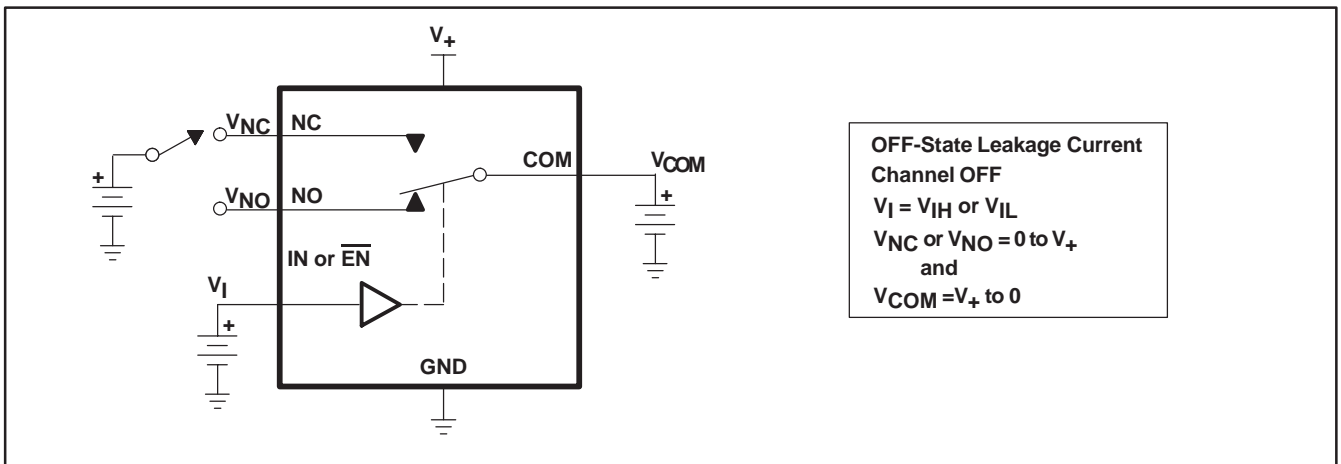 V+
VNC NC
COM VCOM
+
+
VNO NO
IN or EN
VI
+
GND
OFF-State Leakage Current
Channel OFF
VI = VIH or VIL
VNC or VNO = 0 to V+
and
VCOM =V+ to 0